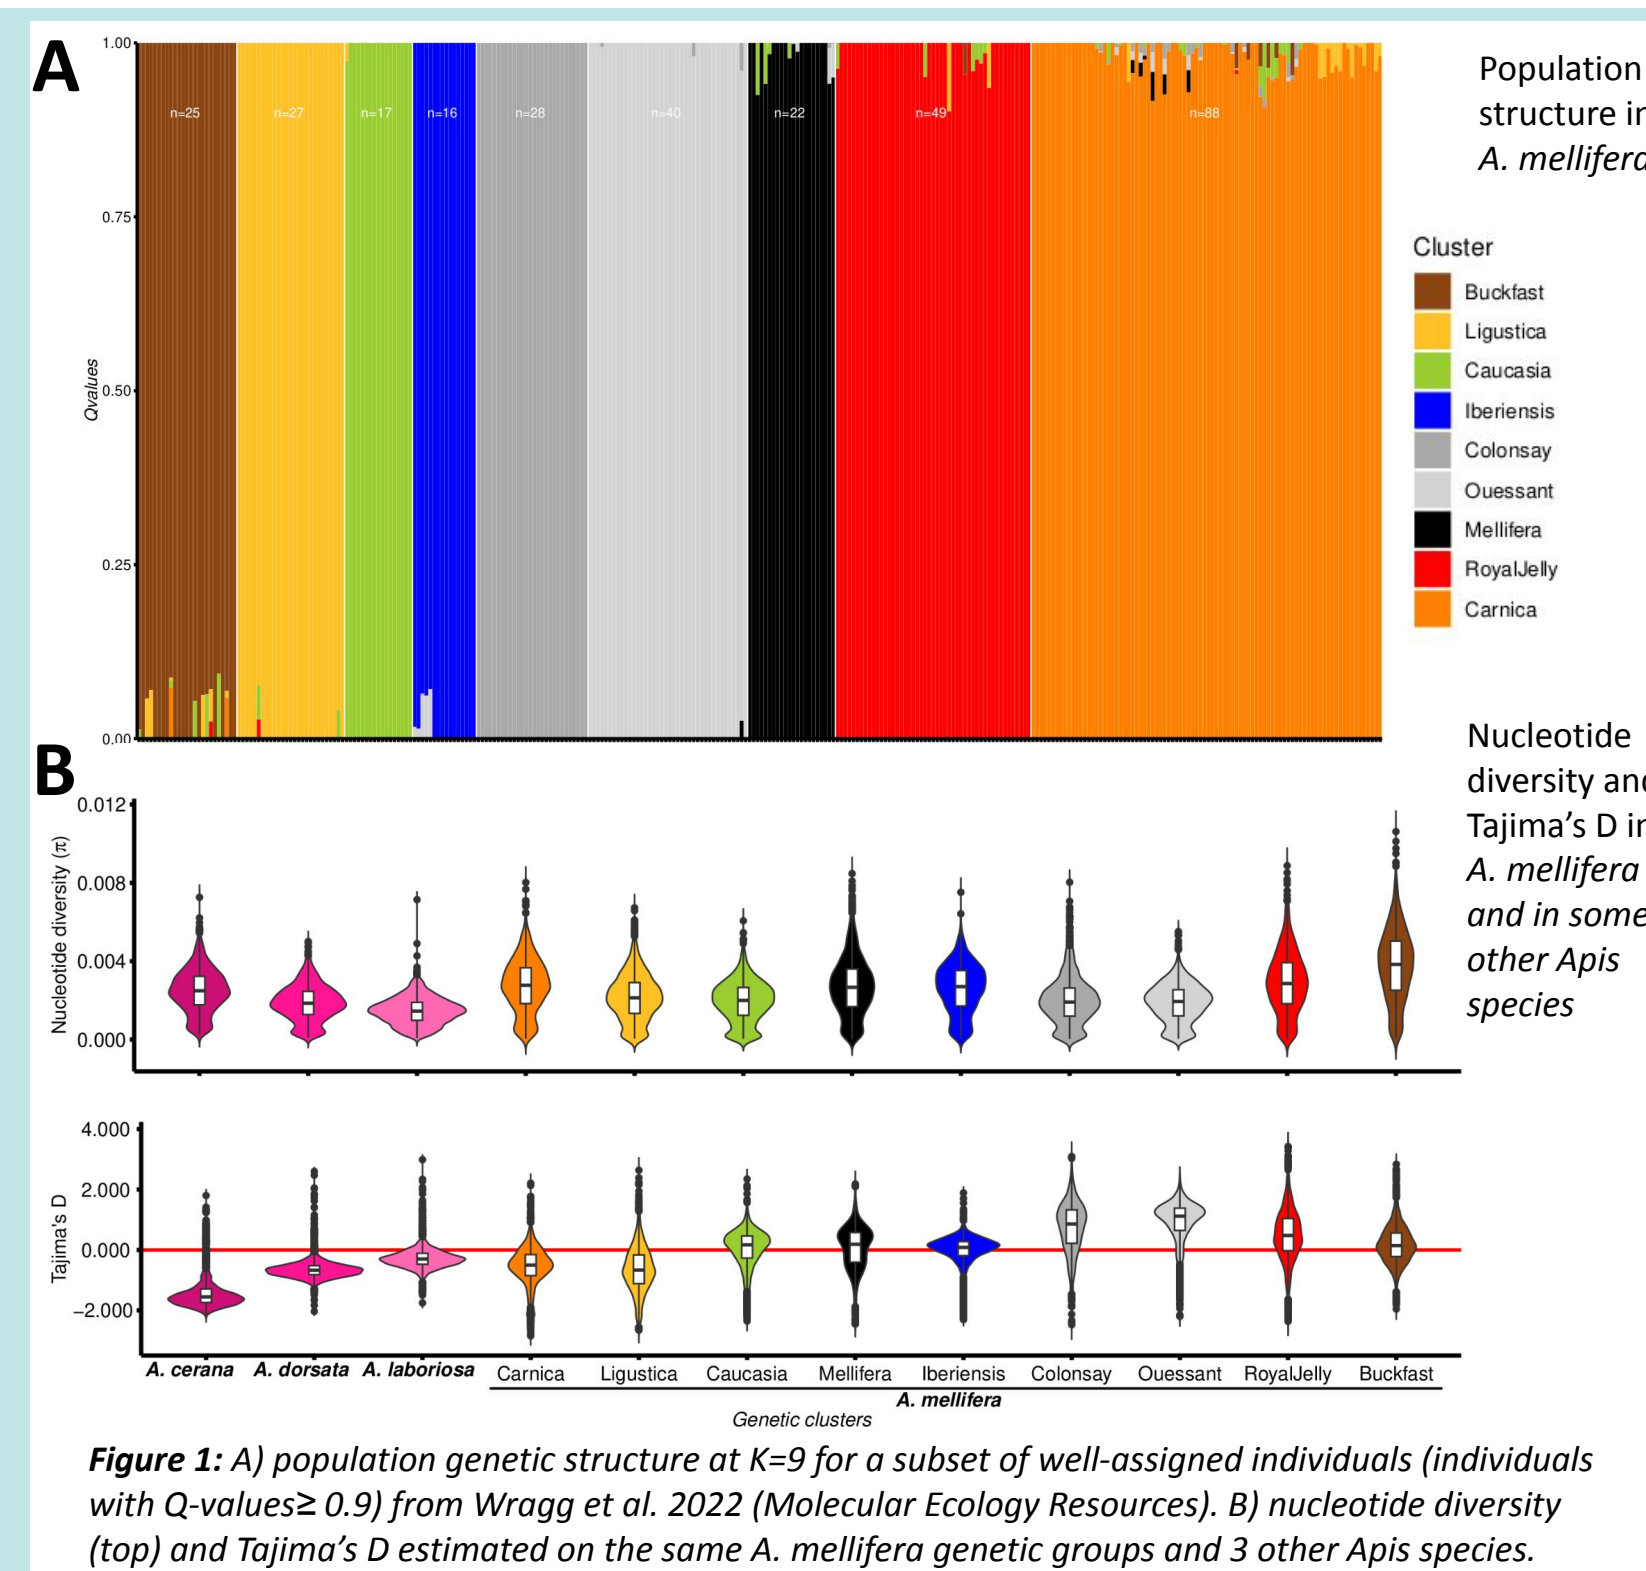 A
1.00
0.75
0.50
0.25
0.00
Qvalues
n=25
n=27
n=17
n=16
n=28
n=40
n=22
n=49
n=88
Population
structure in
A. mellifera
Cluster
Buckfast
Ligustica
Caucasia
Iberiensis
Colonsay
Ouessant
Mellifera
RoyalJelly
Carnica
B
0.012
0.008
0.004
0.000
Nucleotide diversity (π)
Nucleotide
diversity and
Tajima’s D in
A. mellifera
and in some
other Apis
species
4.000
2.000
0.000
−2.000
Tajima's D
A. cerana
A. dorsata
A. laboriosa
Carnica
Ligustica
Caucasia
Mellifera
Iberiensis
Colonsay
Ouessant
RoyalJelly
Buckfast
A. mellifera
Genetic clusters
Figure 1: A) population genetic structure at K=9 for a subset of well-assigned individuals (individuals
with Q-values≥ 0.9) from Wragg et al. 2022 (Molecular Ecology Resources). B) nucleotide diversity
(top) and Tajima’s D estimated on the same A. mellifera genetic groups and 3 other Apis species.